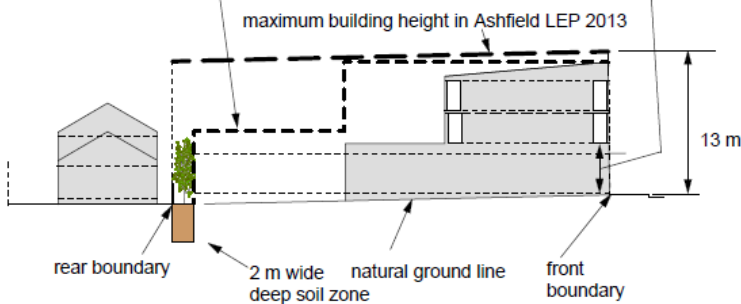 maximum building height in Ashfield LEP 2013
13 m
rear boundary
2 m wide
deep soil zone
natural ground line
front
boundary